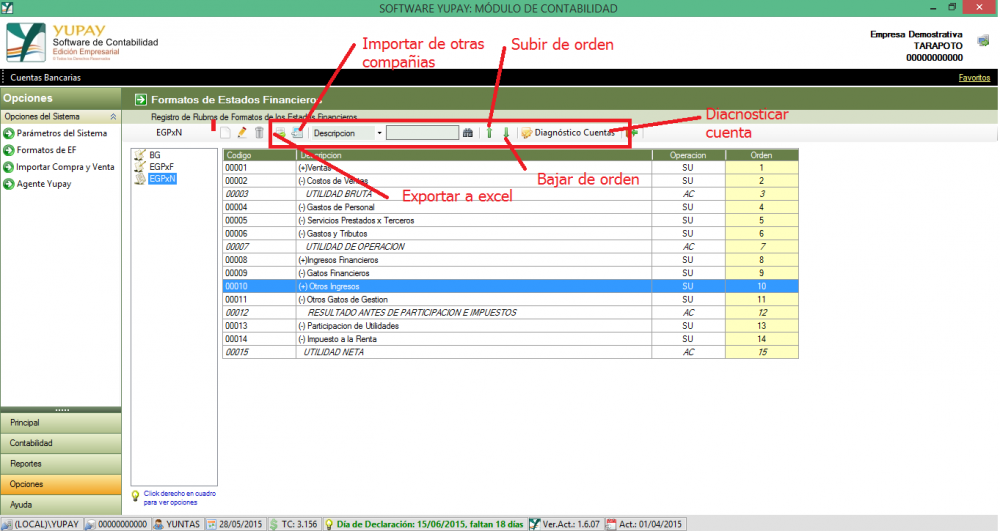 SOFTWARE YUPAY: MÓDULO DE CONTABILIDAD
YUPAY
Software de Contabilidad
Edición Empresarial
© Todos los Derechos Reservados
Empresa Demostrativa
TARAPOTO
00000000000
Importar de otras
compañias
Subir de orden
Cuentas Bancarias
Favoritos
Opciones
Formatos de Estados Financieros
Opciones del Sistema
Registro de Rubros de Formatos de los Estados Financieros
Diacnosticar
cuenta
Parámetros del Sistema
Formatos de EF
Importar Compra y Venta
Agente Yupay
EGPxN
Descripcion
Diagnóstico Cuentas
BG
EGPxF
EGPxN
Codigo Descripcion Operacion Orden
00001 (+)Ventas SU 1
00002 (-) Costos de Ventas SU 2
00003 UTILIDAD BRUTA AC 3
00004 (-) Gastos de Personal SU 4
00005 (-) Servicios Prestados x Terceros SU 5
00006 (-) Gastos y Tributos SU 6
00007 UTILIDAD DE OPERACION AC 7
00008 (+)Ingresos Financieros SU 8
00009 (-) Gatos Financieros SU 9
00010 (+) Otros Ingresos SU 10
00011 (-) Otros Gatos de Gestion SU 11
00012 RESULTADO ANTES DE PARTICIPACION E IMPUESTOS AC 12
00013 (-) Participacion de Utilidades SU 13
00014 (-) Impuesto a la Renta SU 14
00015 UTILIDAD NETA AC 15
Bajar de orden
Exportar a excel
Principal
Contabilidad
Reportes
Opciones
Ayuda
Click derecho en cuadro
para ver opciones
(LOCAL)\YUPAY 00000000000 YUNTAS 28/05/2015 TC: 3.156 Día de Declaración: 15/06/2015, faltan 18 días Ver.Act.: 1.6.07 Act.: 01/04/2015